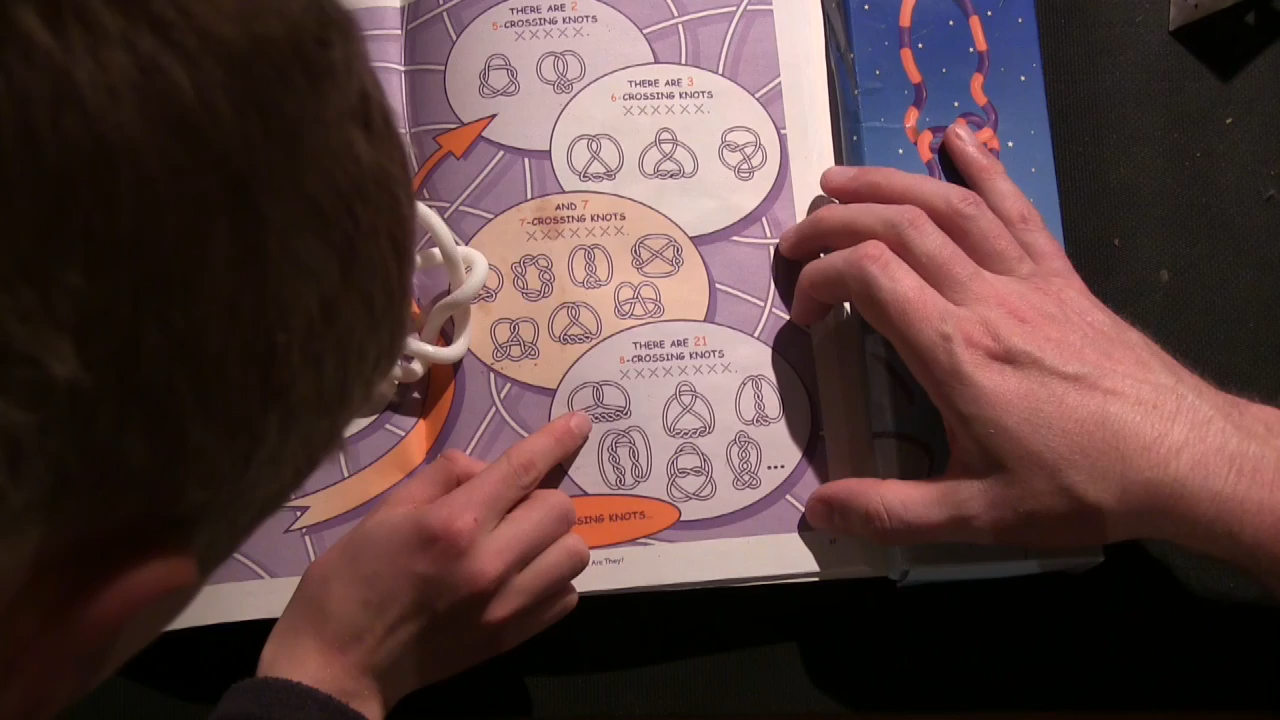 THERE ARE 2
5-CROSSING KNOTS
XXXXX.
THERE ARE 3
6-CROSSING KNOTS
XXXXXX.
AND 7
7-CROSSING KNOTS
XXXXXXX.
THERE ARE 21
8-CROSSING KNOTS
XXXXXXXX.
...
SING KNOTS...
Are They?